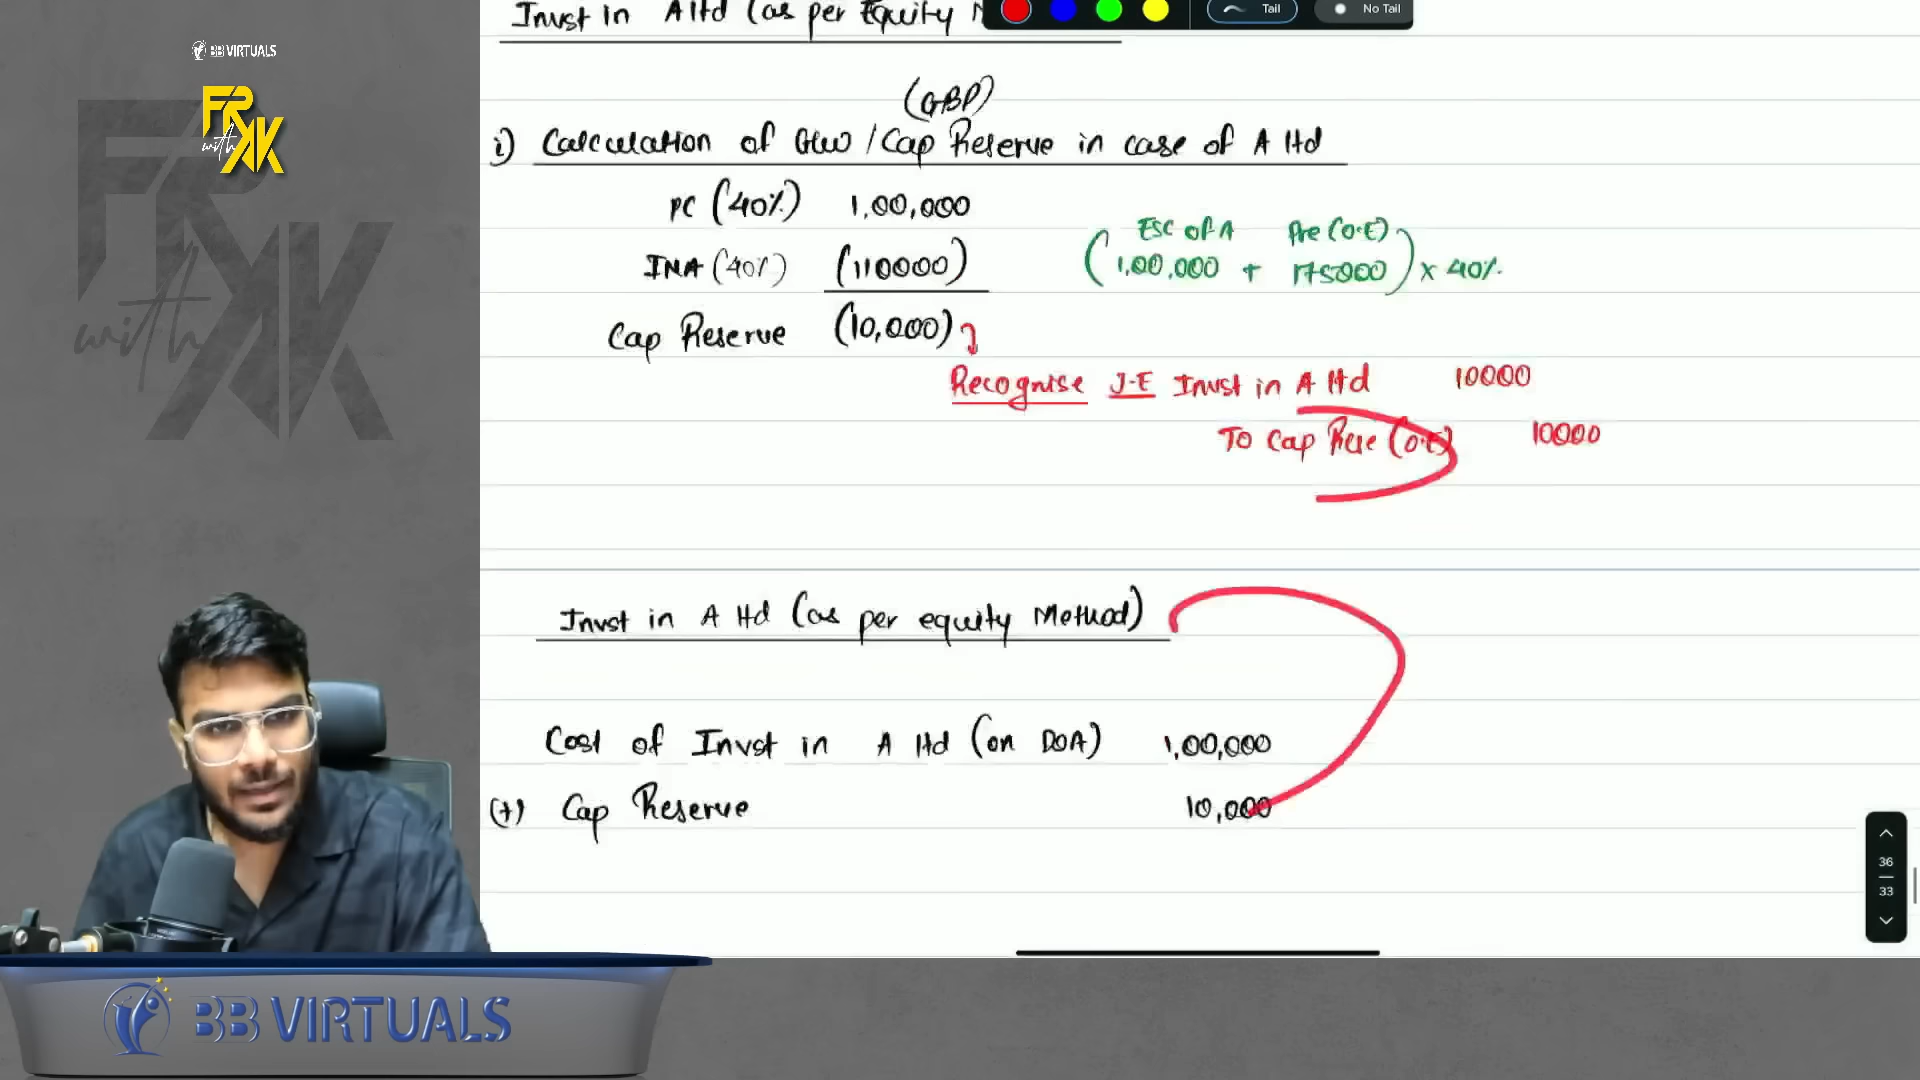 Invst in A ltd (as per Equity
Tail
No Tail
BB VIRTUALS
FR
with
AK
(GBP)
i) Calculation of G/w / Cap Reserve in case of A ltd
PC (40%) 1,00,000
INA (40%) (110000)
ESC of A Pre (O.E)
(1,00,000 + 175000) x 40%
Cap Reserve (10,000)
Recognise J.E Invst in A ltd 10000
To Cap Rese (O.E) 10000
Invst in A ltd (as per equity Method)
Cost of Invst in A ltd (on DOA) 1,00,000
(+) Cap Reserve 10,000
36
33
BB VIRTUALS